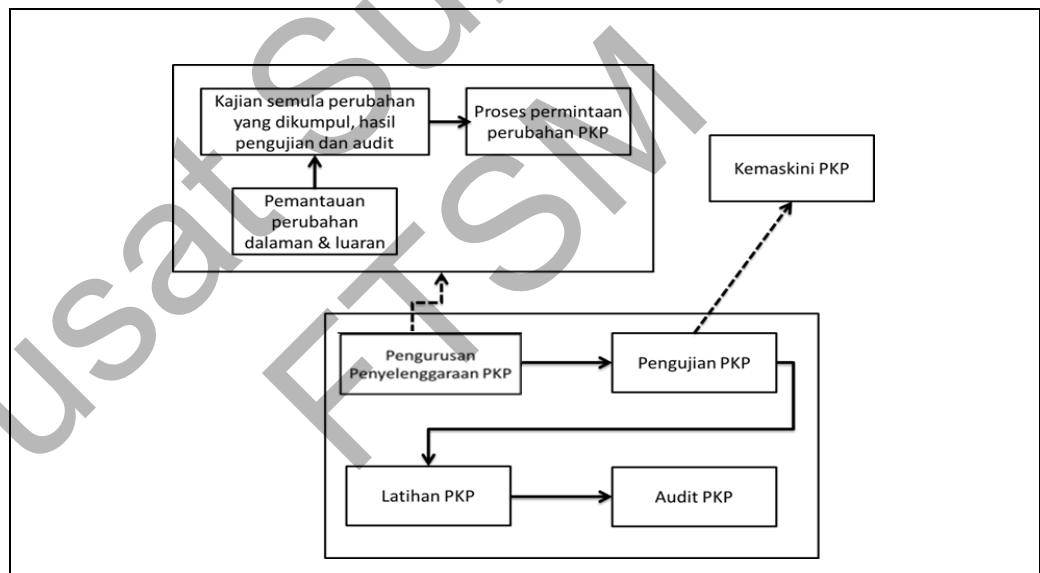 Kajian semula perubahan
yang dikumpul, hasil
pengujian dan audit
Proses permintaan
perubahan PKP
Kemaskini PKP
Pemantauan
perubahan
dalaman & luaran
Pengurusan
Penyelenggaraan PKP
Pengujian PKP
Latihan PKP
Audit PKP
FTSM